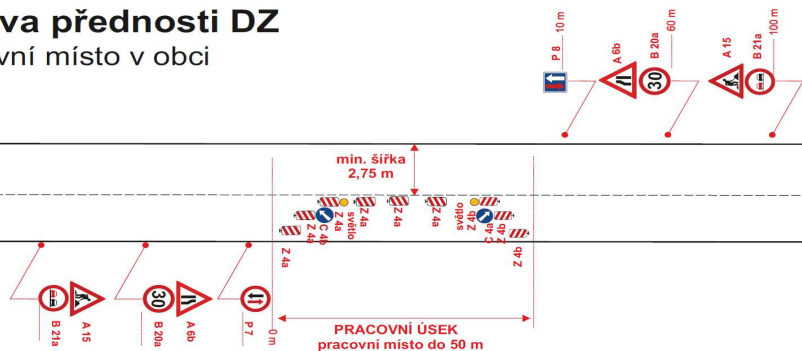 va přednosti DZ
vní místo v obci
P 8
10 m
A 6b
B 20a
60 m
A 15
B 21a
100 m
30
min. šířka
2,75 m
Z 4a
Z 4a
C 4b
Z 4a
světlo
Z 4a
Z 4a
Z 4a
světlo
Z 4b
C 4a
Z 4b
Z 4b
B 21a
A 15
30
B 20a
A 6b
P 7
0 m
PRACOVNÍ ÚSEK
pracovní místo do 50 m